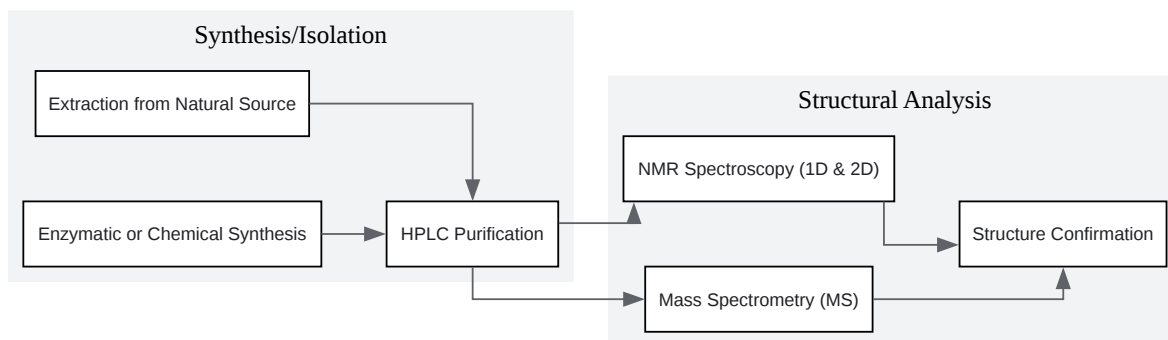 Synthesis/Isolation
Extraction from Natural Source
Enzymatic or Chemical Synthesis
HPLC Purification
Structural Analysis
NMR Spectroscopy (1D & 2D)
Mass Spectrometry (MS)
Structure Confirmation